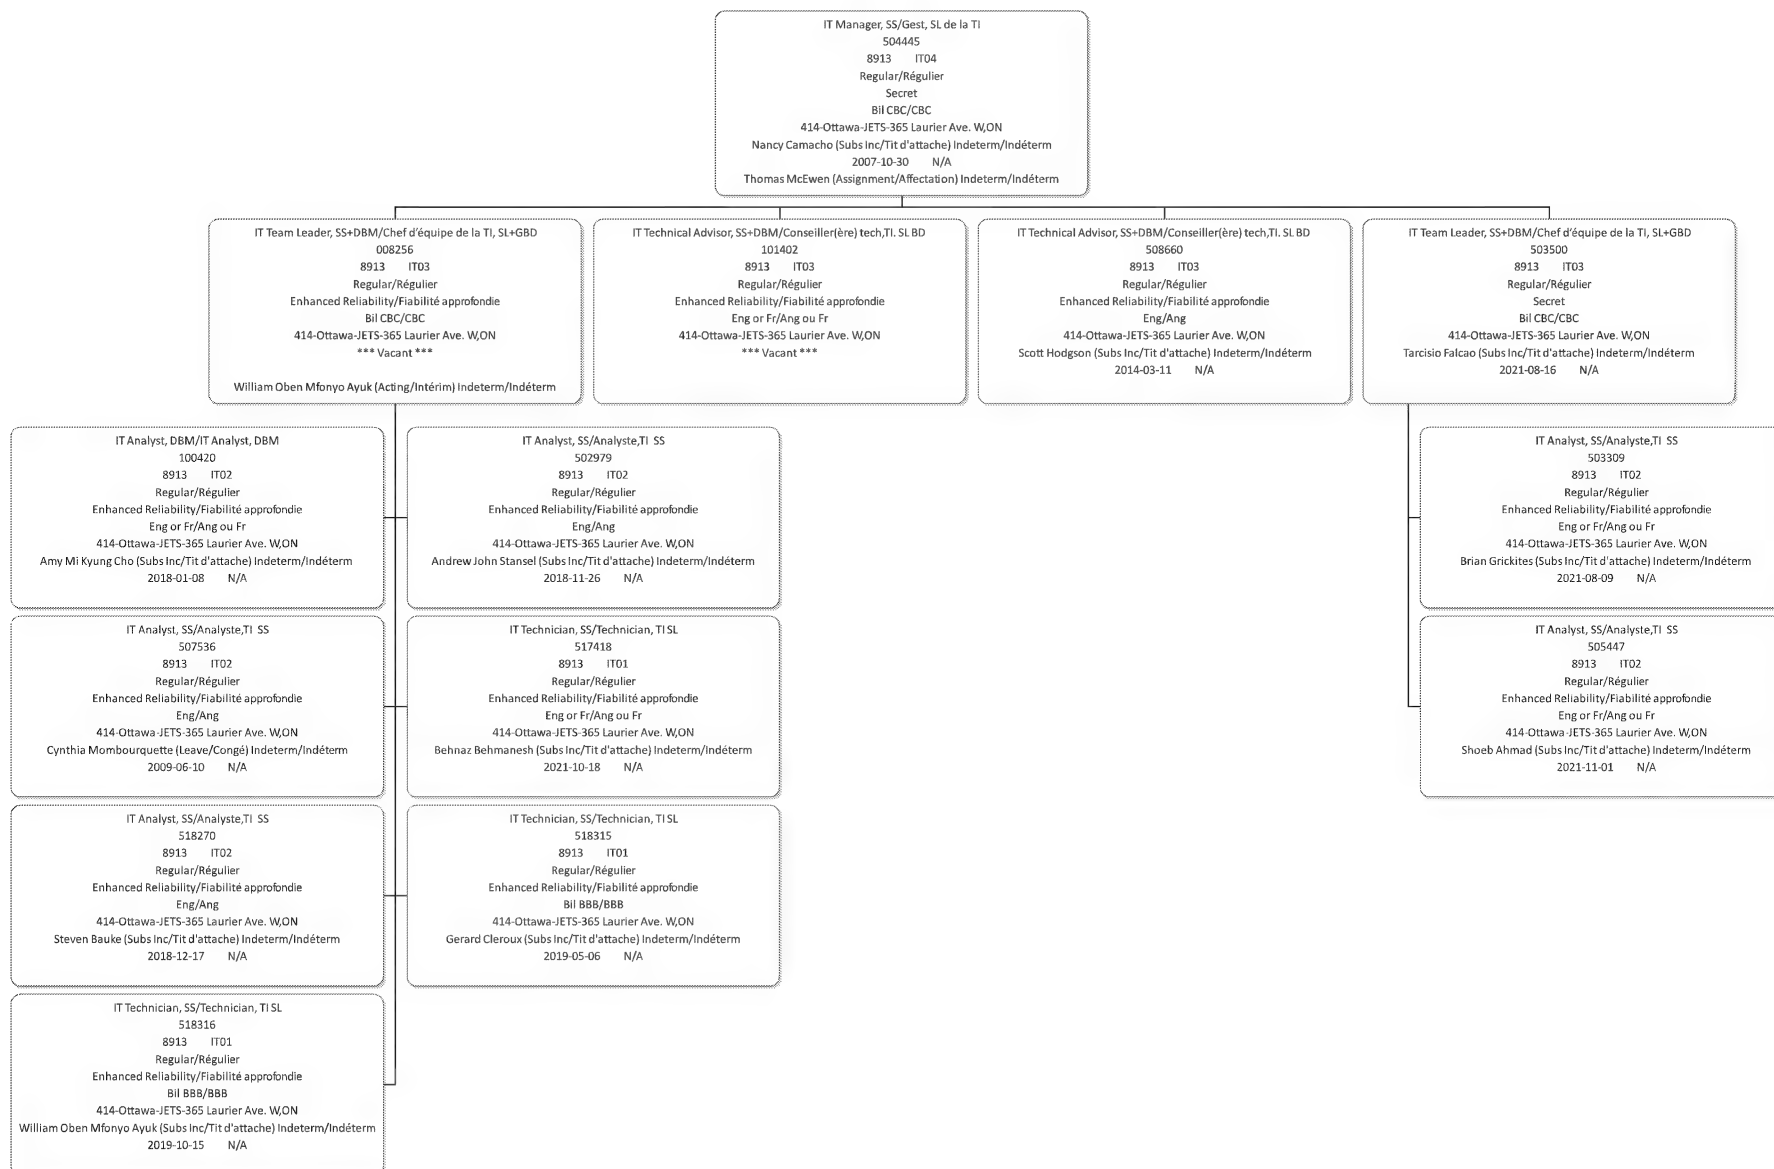 IT Manager, SS/Gest, SL de la TI
504445
8913 IT04
Regular/Régulier
Secret
Bil CBC/CBC
414-Ottawa-JETS-365 Laurier Ave. W,ON
Nancy Camacho (Subs Inc/Tit d'attache) Indeterm/Indéterm
2007-10-30 N/A
Thomas McEwen (Assignment/Affectation) Indeterm/Indéterm
IT Team Leader, SS+DBM/Chef d'équipe de la TI, SL+GBD
008256
8913 IT03
Regular/Régulier
Enhanced Reliability/Fiabilité approfondie
Bil CBC/CBC
414-Ottawa-JETS-365 Laurier Ave. W,ON
*** Vacant ***
William Oben Mfonyo Ayuk (Acting/Intérim) Indeterm/Indéterm
IT Technical Advisor, SS+DBM/Conseiller(ère) tech,TI. SL BD
101402
8913 IT03
Regular/Régulier
Enhanced Reliability/Fiabilité approfondie
Eng or Fr/Ang ou Fr
414-Ottawa-JETS-365 Laurier Ave. W,ON
*** Vacant ***
IT Technical Advisor, SS+DBM/Conseiller(ère) tech,TI. SL BD
508660
8913 IT03
Regular/Régulier
Enhanced Reliability/Fiabilité approfondie
Eng/Ang
414-Ottawa-JETS-365 Laurier Ave. W,ON
Scott Hodgson (Subs Inc/Tit d'attache) Indeterm/Indéterm
2014-03-11 N/A
IT Team Leader, SS+DBM/Chef d'équipe de la TI, SL+GBD
503500
8913 IT03
Regular/Régulier
Secret
Bil CBC/CBC
414-Ottawa-JETS-365 Laurier Ave. W,ON
Tarcisio Falcao (Subs Inc/Tit d'attache) Indeterm/Indéterm
2021-08-16 N/A
IT Analyst, DBM/IT Analyst, DBM
100420
8913 IT02
Regular/Régulier
Enhanced Reliability/Fiabilité approfondie
Eng or Fr/Ang ou Fr
414-Ottawa-JETS-365 Laurier Ave. W,ON
Amy Mi Kyung Cho (Subs Inc/Tit d'attache) Indeterm/Indéterm
2018-01-08 N/A
IT Analyst, SS/Analyste,TI SS
502979
8913 IT02
Regular/Régulier
Enhanced Reliability/Fiabilité approfondie
Eng/Ang
414-Ottawa-JETS-365 Laurier Ave. W,ON
Andrew John Stansel (Subs Inc/Tit d'attache) Indeterm/Indéterm
2018-11-26 N/A
IT Analyst, SS/Analyste,TI SS
503309
8913 IT02
Regular/Régulier
Enhanced Reliability/Fiabilité approfondie
Eng or Fr/Ang ou Fr
414-Ottawa-JETS-365 Laurier Ave. W,ON
Brian Grickites (Subs Inc/Tit d'attache) Indeterm/Indéterm
2021-08-09 N/A
IT Analyst, SS/Analyste,TI SS
507536
8913 IT02
Regular/Régulier
Enhanced Reliability/Fiabilité approfondie
Eng/Ang
414-Ottawa-JETS-365 Laurier Ave. W,ON
Cynthia Mombourquette (Leave/Congé) Indeterm/Indéterm
2009-06-10 N/A
IT Technician, SS/Technician, TI SL
517418
8913 IT01
Regular/Régulier
Enhanced Reliability/Fiabilité approfondie
Eng or Fr/Ang ou Fr
414-Ottawa-JETS-365 Laurier Ave. W,ON
Behnaz Behmanesh (Subs Inc/Tit d'attache) Indeterm/Indéterm
2021-10-18 N/A
IT Analyst, SS/Analyste,TI SS
505447
8913 IT02
Regular/Régulier
Enhanced Reliability/Fiabilité approfondie
Eng or Fr/Ang ou Fr
414-Ottawa-JETS-365 Laurier Ave. W,ON
Shoeb Ahmad (Subs Inc/Tit d'attache) Indeterm/Indéterm
2021-11-01 N/A
IT Analyst, SS/Analyste,TI SS
518270
8913 IT02
Regular/Régulier
Enhanced Reliability/Fiabilité approfondie
Eng/Ang
414-Ottawa-JETS-365 Laurier Ave. W,ON
Steven Bauke (Subs Inc/Tit d'attache) Indeterm/Indéterm
2018-12-17 N/A
IT Technician, SS/Technician, TI SL
518315
8913 IT01
Regular/Régulier
Enhanced Reliability/Fiabilité approfondie
Bil BBB/BBB
414-Ottawa-JETS-365 Laurier Ave. W,ON
Gerard Cleroux (Subs Inc/Tit d'attache) Indeterm/Indéterm
2019-05-06 N/A
IT Technician, SS/Technician, TI SL
518316
8913 IT01
Regular/Régulier
Enhanced Reliability/Fiabilité approfondie
Bil BBB/BBB
414-Ottawa-JETS-365 Laurier Ave. W,ON
William Oben Mfonyo Ayuk (Subs Inc/Tit d'attache) Indeterm/Indéterm
2019-10-15 N/A